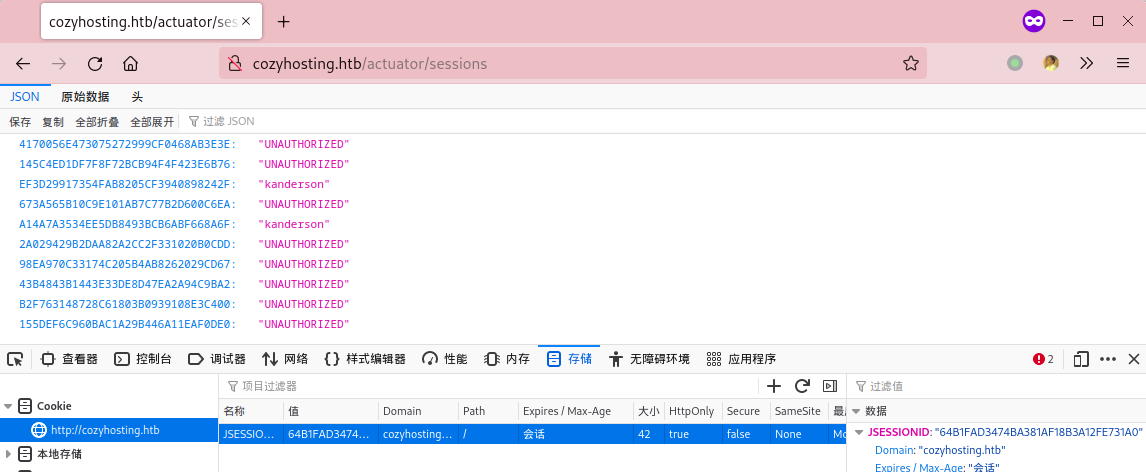 cozyhosting.htb/actuator/ses
cozyhosting.htb/actuator/sessions
JSON 原始数据 头
保存 复制 全部折叠 全部展开 过滤 JSON
4170056E473075272999CF0468AB3E3E: "UNAUTHORIZED"
145C4ED1DF7F8F72BCB94F4F423E6B76: "UNAUTHORIZED"
EF3D29917354FAB8205CF3940898242F: "kanderson"
673A565B10C9E101AB7C77B2D600C6EA: "UNAUTHORIZED"
A14A7A3534EE5DB8493BCB6ABF668A6F: "kanderson"
2A029429B2DAA82A2CC2F331020B0CDD: "UNAUTHORIZED"
98EA970C33174C205B4AB8262029CD67: "UNAUTHORIZED"
43B4843B1443E33DE8D47EA2A94C9BA2: "UNAUTHORIZED"
B2F763148728C61803B0939108E3C400: "UNAUTHORIZED"
155DEF6C960BAC1A29B446A11EAF0DE0: "UNAUTHORIZED"
查看器 控制台 调试器 网络 样式编辑器 性能 内存 存储 无障碍环境 应用程序 2
项目过滤器 过滤值
Cookie 名称 值 Domain Path Expires / Max-Age 大小 HttpOnly Secure SameSite 最 数据
http://cozyhosting.htb JSESSIO... 64B1FAD3474... cozyhosting... / 会话 42 true false None Mo JSESSIONID: "64B1FAD3474BA381AF18B3A12FE731A0"
Domain: "cozyhosting.htb"
本地存储 Expires / Max-Age: "会话"